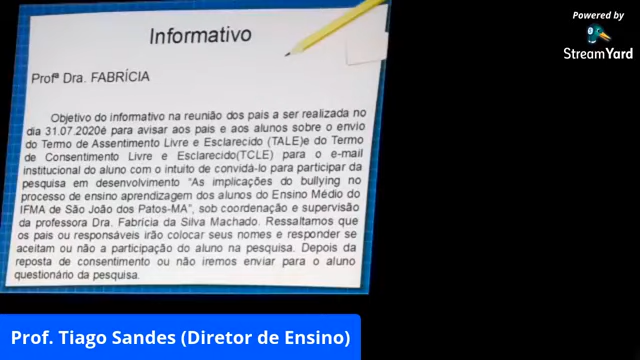 Powered by
StreamYard
Informativo
Profª Dra. FABRÍCIA
Objetivo do informativo na reunião dos pais a ser realizada no
dia 31.07.2020é para avisar aos pais e aos alunos sobre o envio
do Termo de Assentimento Livre e Esclarecido (TALE)e do Termo
de Consentimento Livre e Esclarecido(TCLE) para o e-mail
institucional do aluno com o intuito de convidá-lo para participar da
pesquisa em desenvolvimento “As implicações do bullying no
processo de ensino aprendizagem dos alunos do Ensino Médio do
IFMA de São João dos Patos-MA”, sob coordenação e supervisão
da professora Dra. Fabrícia da Silva Machado. Ressaltamos que
os pais ou responsáveis irão colocar seus nomes e responder se
aceitam ou não a participação do aluno na pesquisa. Depois da
reposta de consentimento ou não iremos enviar para o aluno
questionário da pesquisa.
Prof. Tiago Sandes (Diretor de Ensino)